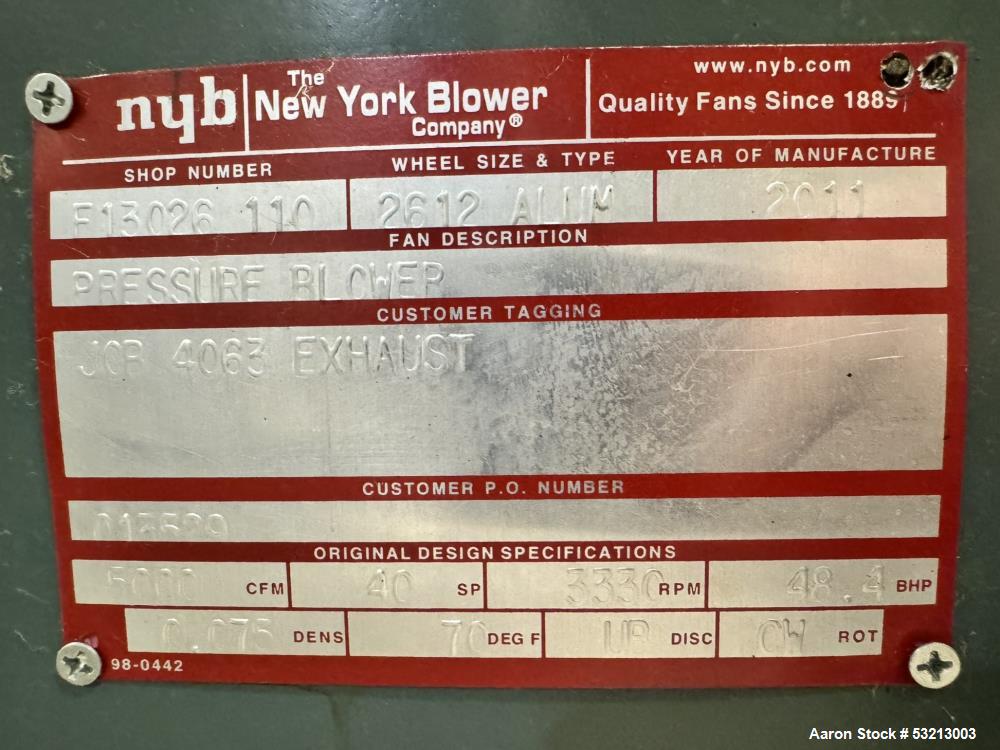 nyb The New York Blower Company®
www.nyb.com
Quality Fans Since 1889
SHOP NUMBER WHEEL SIZE & TYPE YEAR OF MANUFACTURE
F13026 110 2612 ALUM 2011
FAN DESCRIPTION
PRESSURE BLOWER
CUSTOMER TAGGING
JOB 4063 EXHAUST
CUSTOMER P.O. NUMBER
ORIGINAL DESIGN SPECIFICATIONS
5000 CFM 40 SP 3330 RPM 48.4 BHP
0.075 DENS 70 DEG F UB DISC CW ROT
98-0442
Aaron Stock # 53213003